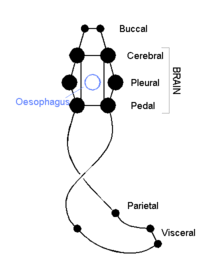 Buccal
Cerebral
Pleural
BRAIN
Oesophagus
Pedal
Parietal
Visceral